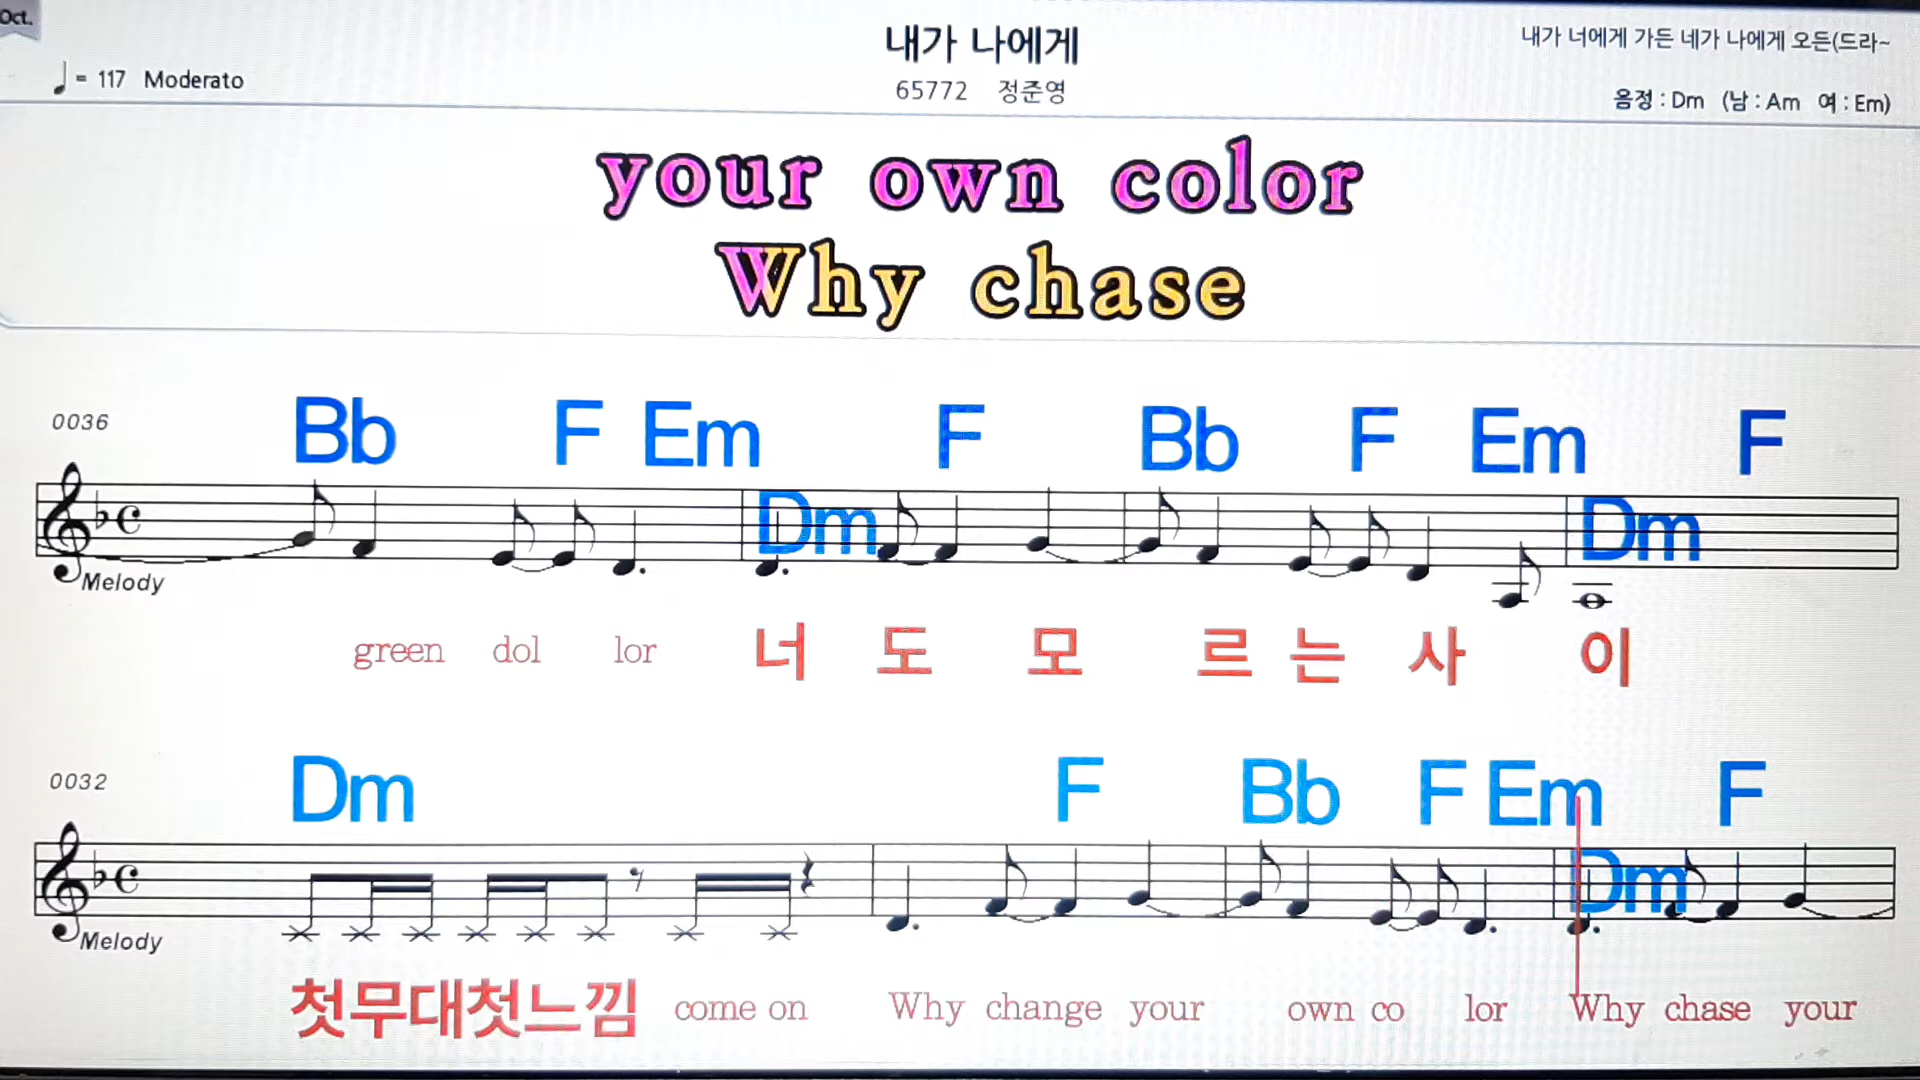 Oct.
내가 나에게
내가 너에게 가든 네가 나에게 오든(드라~
♩= 117 Moderato
65772 정준영
음정 : Dm (남 : Am 여 : Em)
your own color
Why chase
0036
Bb F Em F Bb F Em F
Dm Dm
Melody
green dol lor 너 도 모 르 는 사 이
0032
Dm F Bb F Em F
Dm
Melody
첫무대첫느낌 come on Why change your own co lor Why chase your